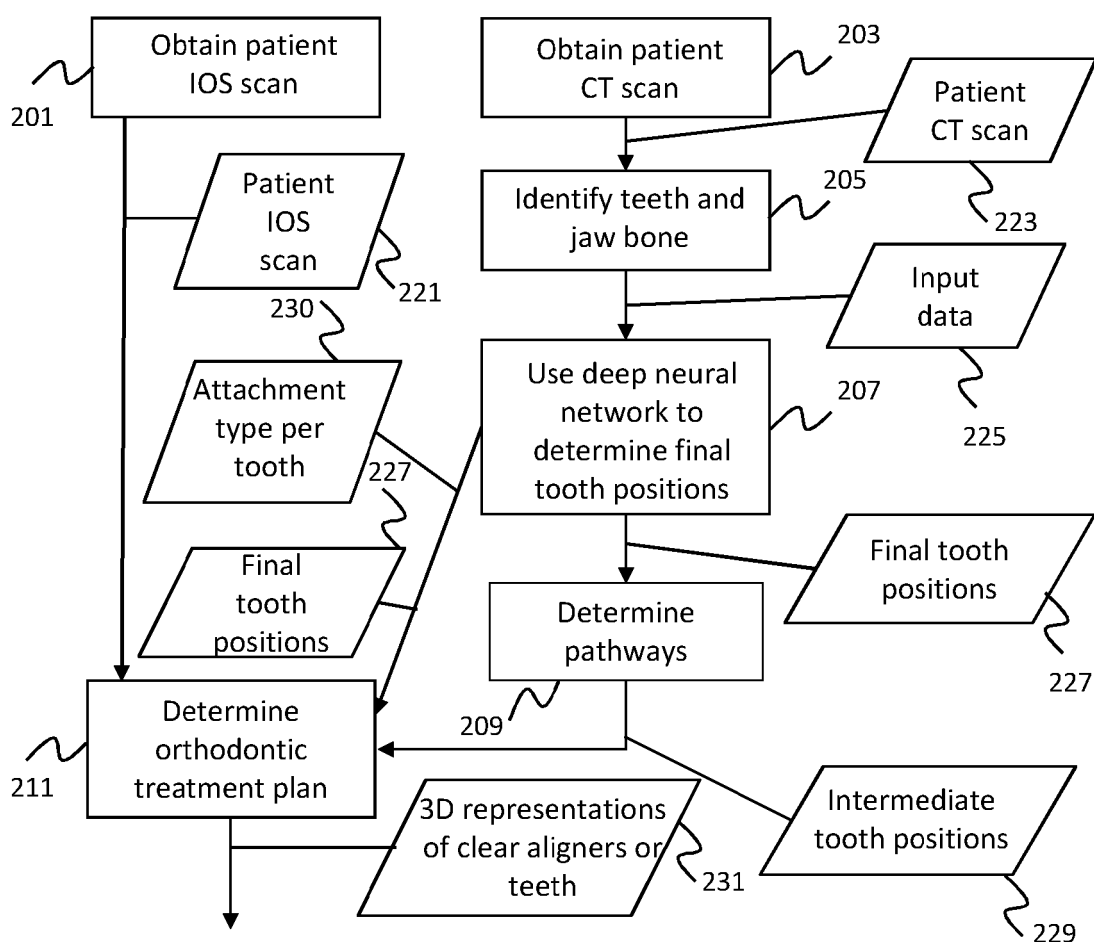 Obtain patient
IOS scan
201
Obtain patient
CT scan
203
Patient
CT scan
223
Patient
IOS
scan
221
Identify teeth and
jaw bone
205
Input
data
225
230
Attachment
type per
tooth
Use deep neural
network to
determine final
tooth positions
207
227
Final
tooth
positions
Final tooth
positions
227
Determine
pathways
209
Determine
orthodontic
treatment plan
211
3D representations
of clear aligners or
teeth
231
Intermediate
tooth positions
229